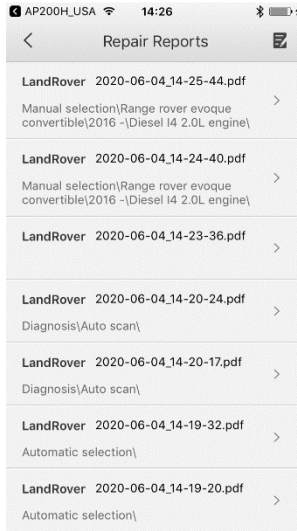 AP200H_USA 14:26
Repair Reports
LandRover 2020-06-04_14-25-44.pdf
Manual selection\Range rover evoque
convertible\2016 -\Diesel I4 2.0L engine\
LandRover 2020-06-04_14-24-40.pdf
Manual selection\Range rover evoque
convertible\2016 -\Diesel I4 2.0L engine\
LandRover 2020-06-04_14-23-36.pdf
LandRover 2020-06-04_14-20-24.pdf
Diagnosis\Auto scan\
LandRover 2020-06-04_14-20-17.pdf
Diagnosis\Auto scan\
LandRover 2020-06-04_14-19-32.pdf
Automatic selection\
LandRover 2020-06-04_14-19-20.pdf
Automatic selection\